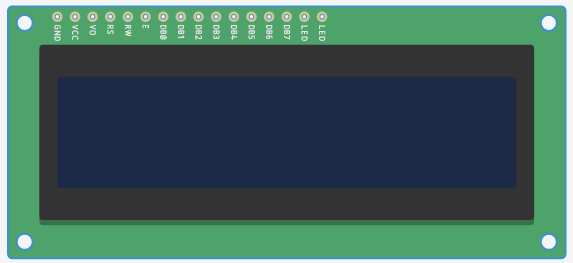 GND VCC VO RS RW E DB0 DB1 DB2 DB3 DB4 DB5 DB6 DB7 LED LED